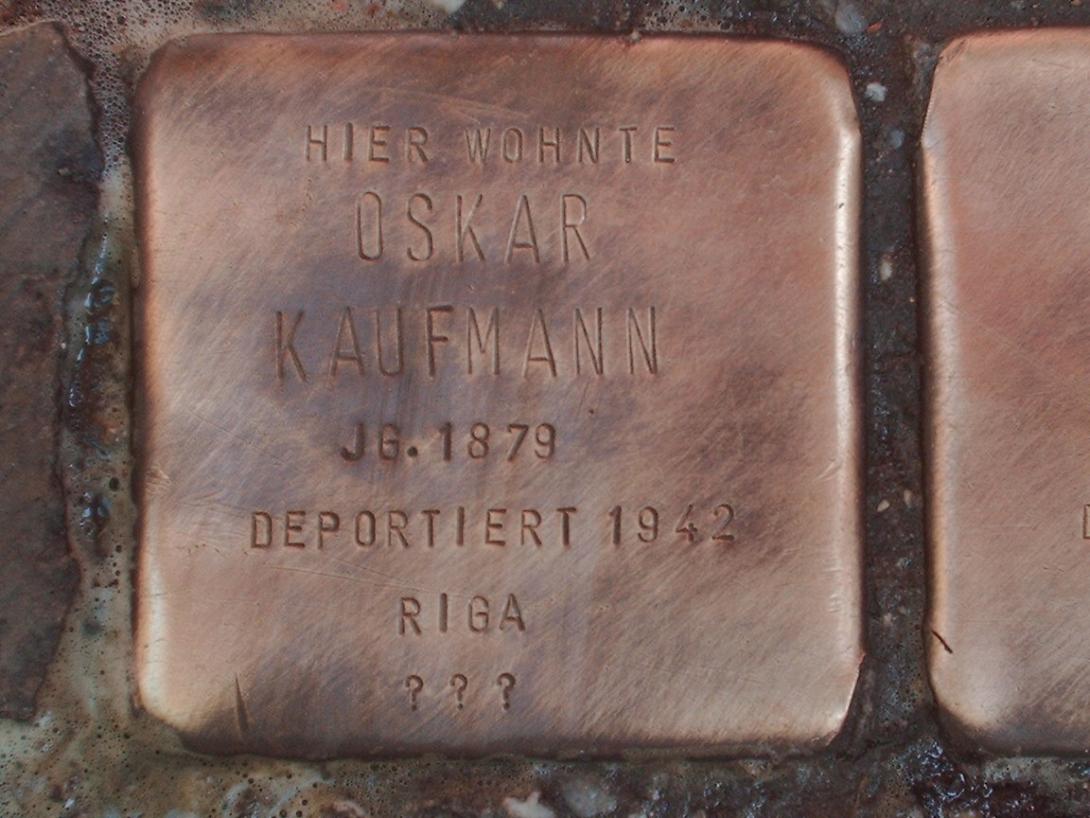 HIER WOHNTE
OSKAR
KAUFMANN
JG. 1879
DEPORTIERT 1942
RIGA
???
D